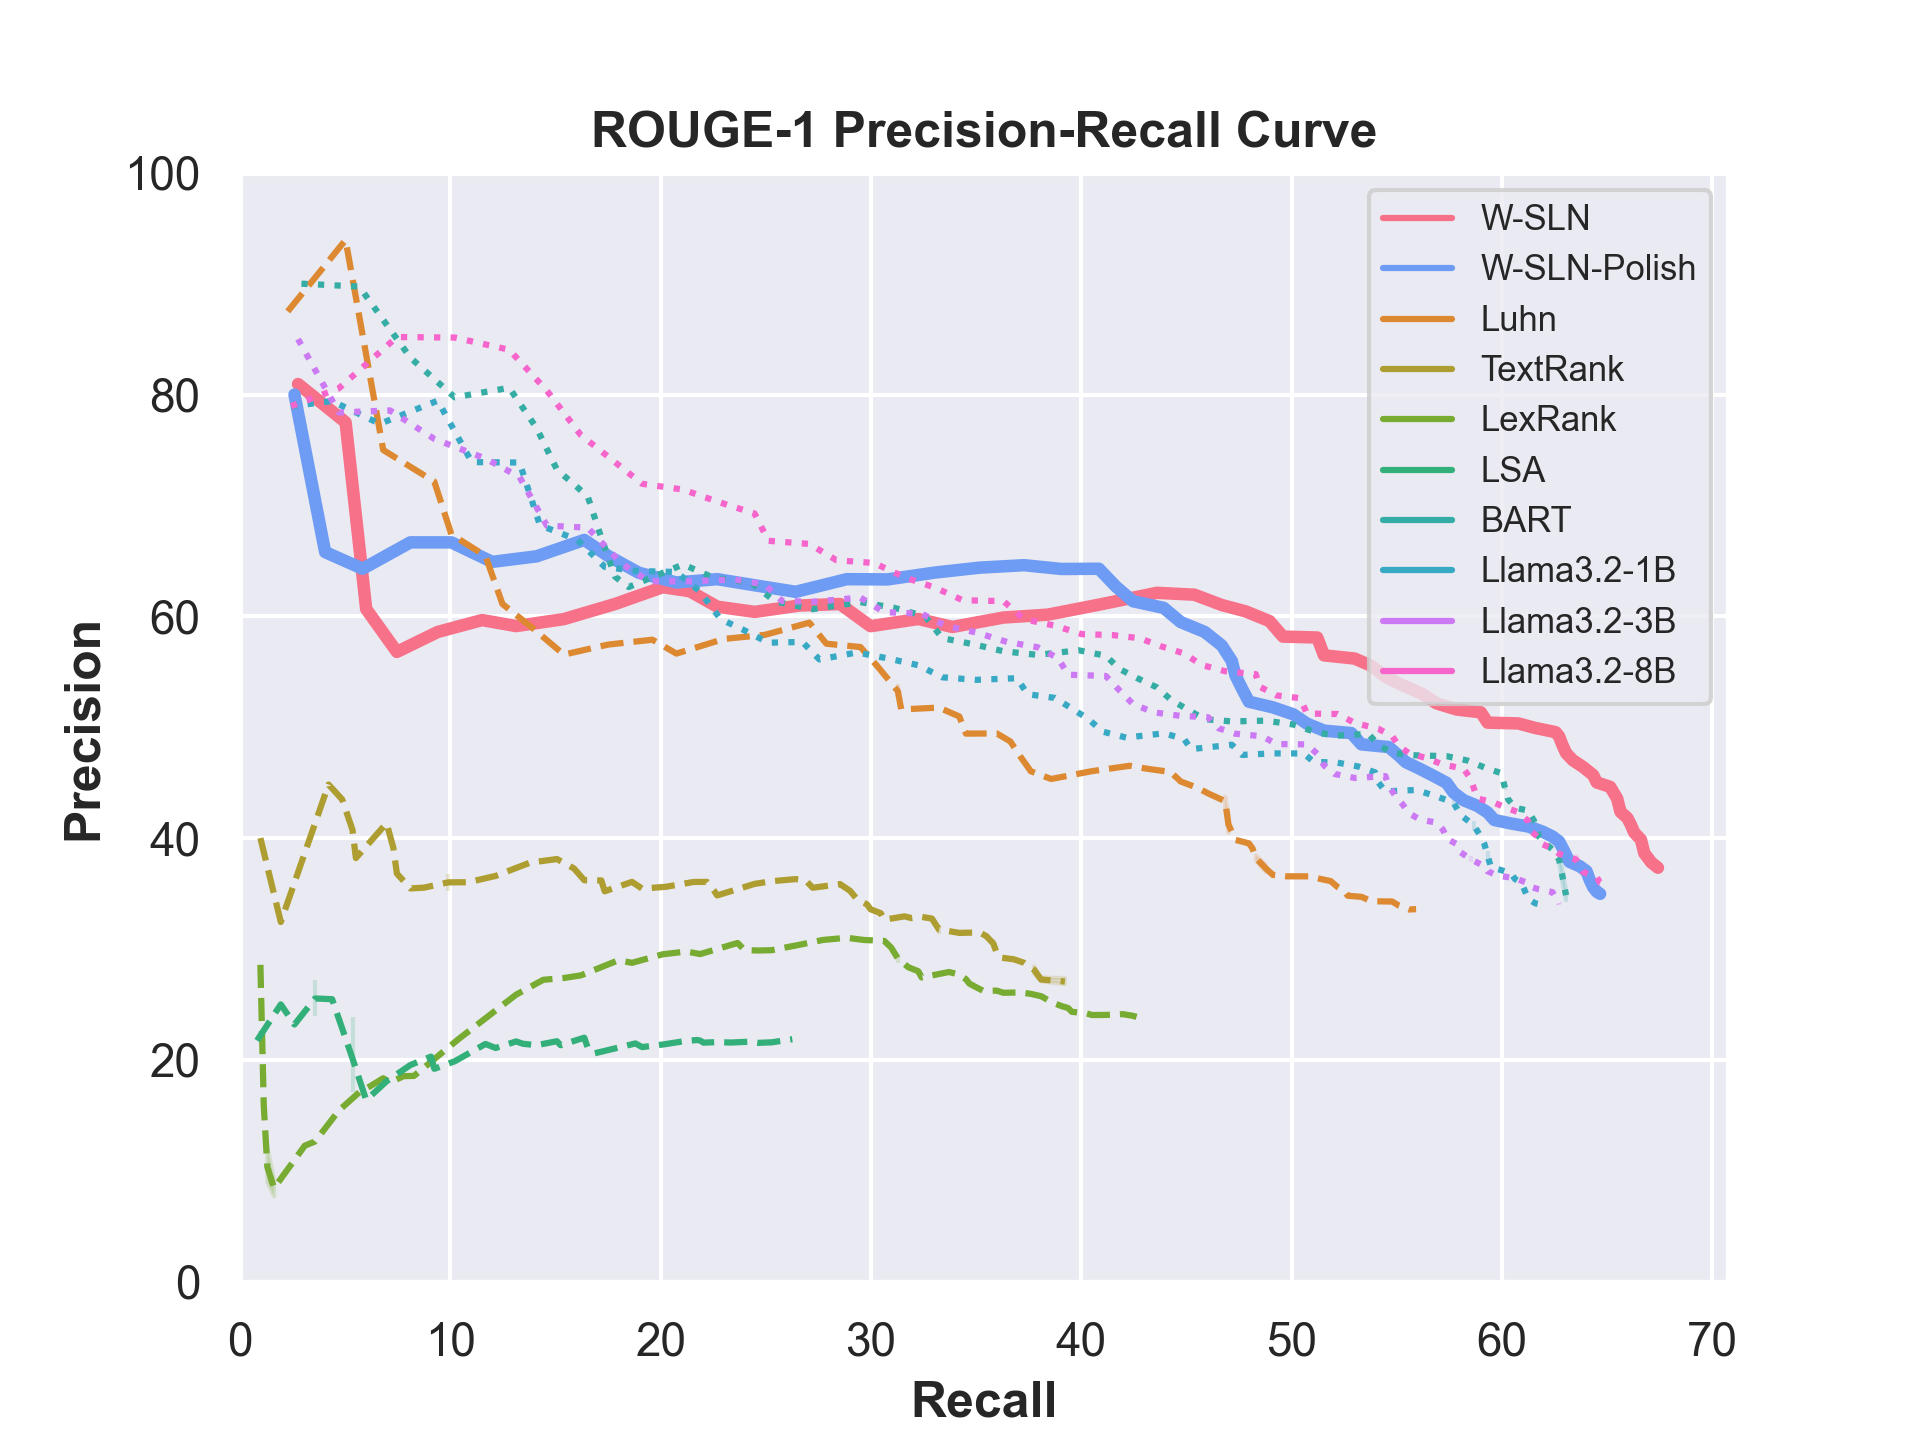 ROUGE-1 Precision-Recall Curve
100
80
60
40
20
0
Precision
W-SLN
W-SLN-Polish
Luhn
TextRank
LexRank
LSA
BART
Llama3.2-1B
Llama3.2-3B
Llama3.2-8B
0 10 20 30 40 50 60 70
Recall